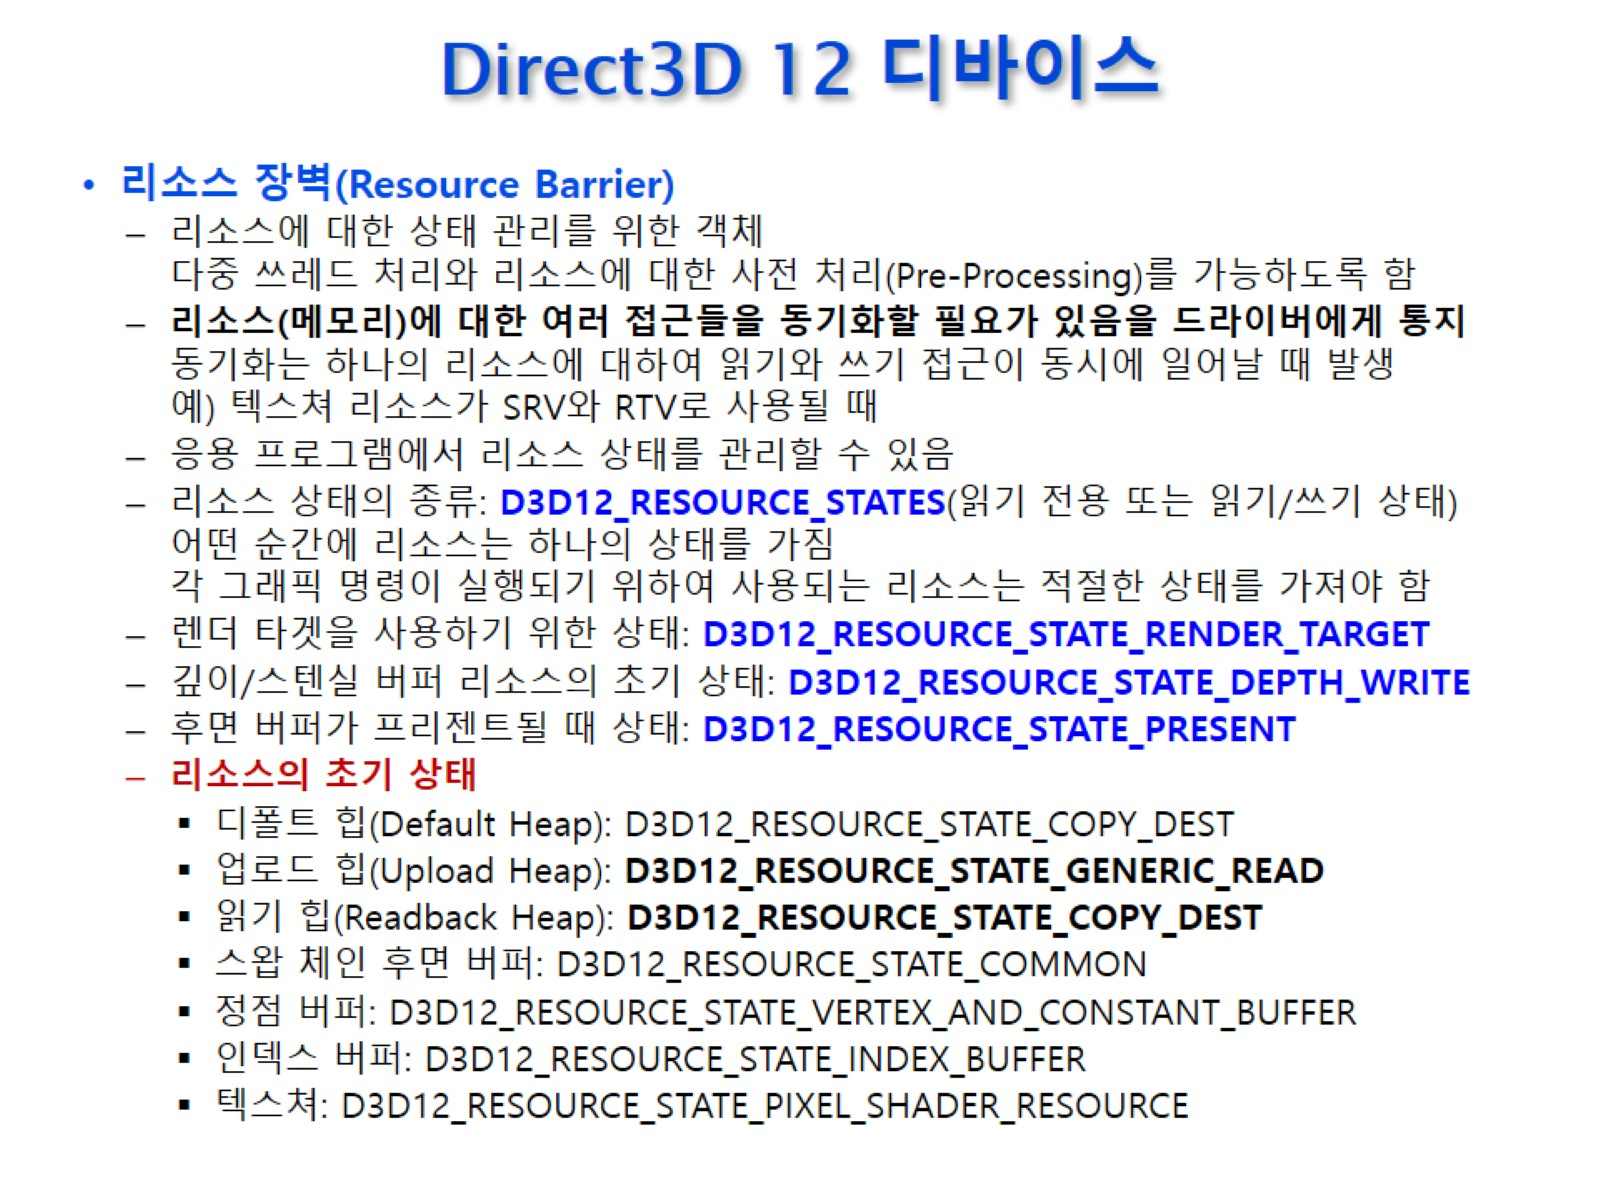 Direct3D 12 디바이스
• 리소스 장벽(Resource Barrier)
– 리소스에 대한 상태 관리를 위한 객체
다중 쓰레드 처리와 리소스에 대한 사전 처리(Pre-Processing)를 가능하도록 함
– 리소스(메모리)에 대한 여러 접근들을 동기화할 필요가 있음을 드라이버에게 통지
동기화는 하나의 리소스에 대하여 읽기와 쓰기 접근이 동시에 일어날 때 발생
예) 텍스쳐 리소스가 SRV와 RTV로 사용될 때
– 응용 프로그램에서 리소스 상태를 관리할 수 있음
– 리소스 상태의 종류: D3D12_RESOURCE_STATES(읽기 전용 또는 읽기/쓰기 상태)
어떤 순간에 리소스는 하나의 상태를 가짐
각 그래픽 명령이 실행되기 위하여 사용되는 리소스는 적절한 상태를 가져야 함
– 렌더 타겟을 사용하기 위한 상태: D3D12_RESOURCE_STATE_RENDER_TARGET
– 깊이/스텐실 버퍼 리소스의 초기 상태: D3D12_RESOURCE_STATE_DEPTH_WRITE
– 후면 버퍼가 프리젠트될 때 상태: D3D12_RESOURCE_STATE_PRESENT
– 리소스의 초기 상태
▪ 디폴트 힙(Default Heap): D3D12_RESOURCE_STATE_COPY_DEST
▪ 업로드 힙(Upload Heap): D3D12_RESOURCE_STATE_GENERIC_READ
▪ 읽기 힙(Readback Heap): D3D12_RESOURCE_STATE_COPY_DEST
▪ 스왑 체인 후면 버퍼: D3D12_RESOURCE_STATE_COMMON
▪ 정점 버퍼: D3D12_RESOURCE_STATE_VERTEX_AND_CONSTANT_BUFFER
▪ 인덱스 버퍼: D3D12_RESOURCE_STATE_INDEX_BUFFER
▪ 텍스쳐: D3D12_RESOURCE_STATE_PIXEL_SHADER_RESOURCE